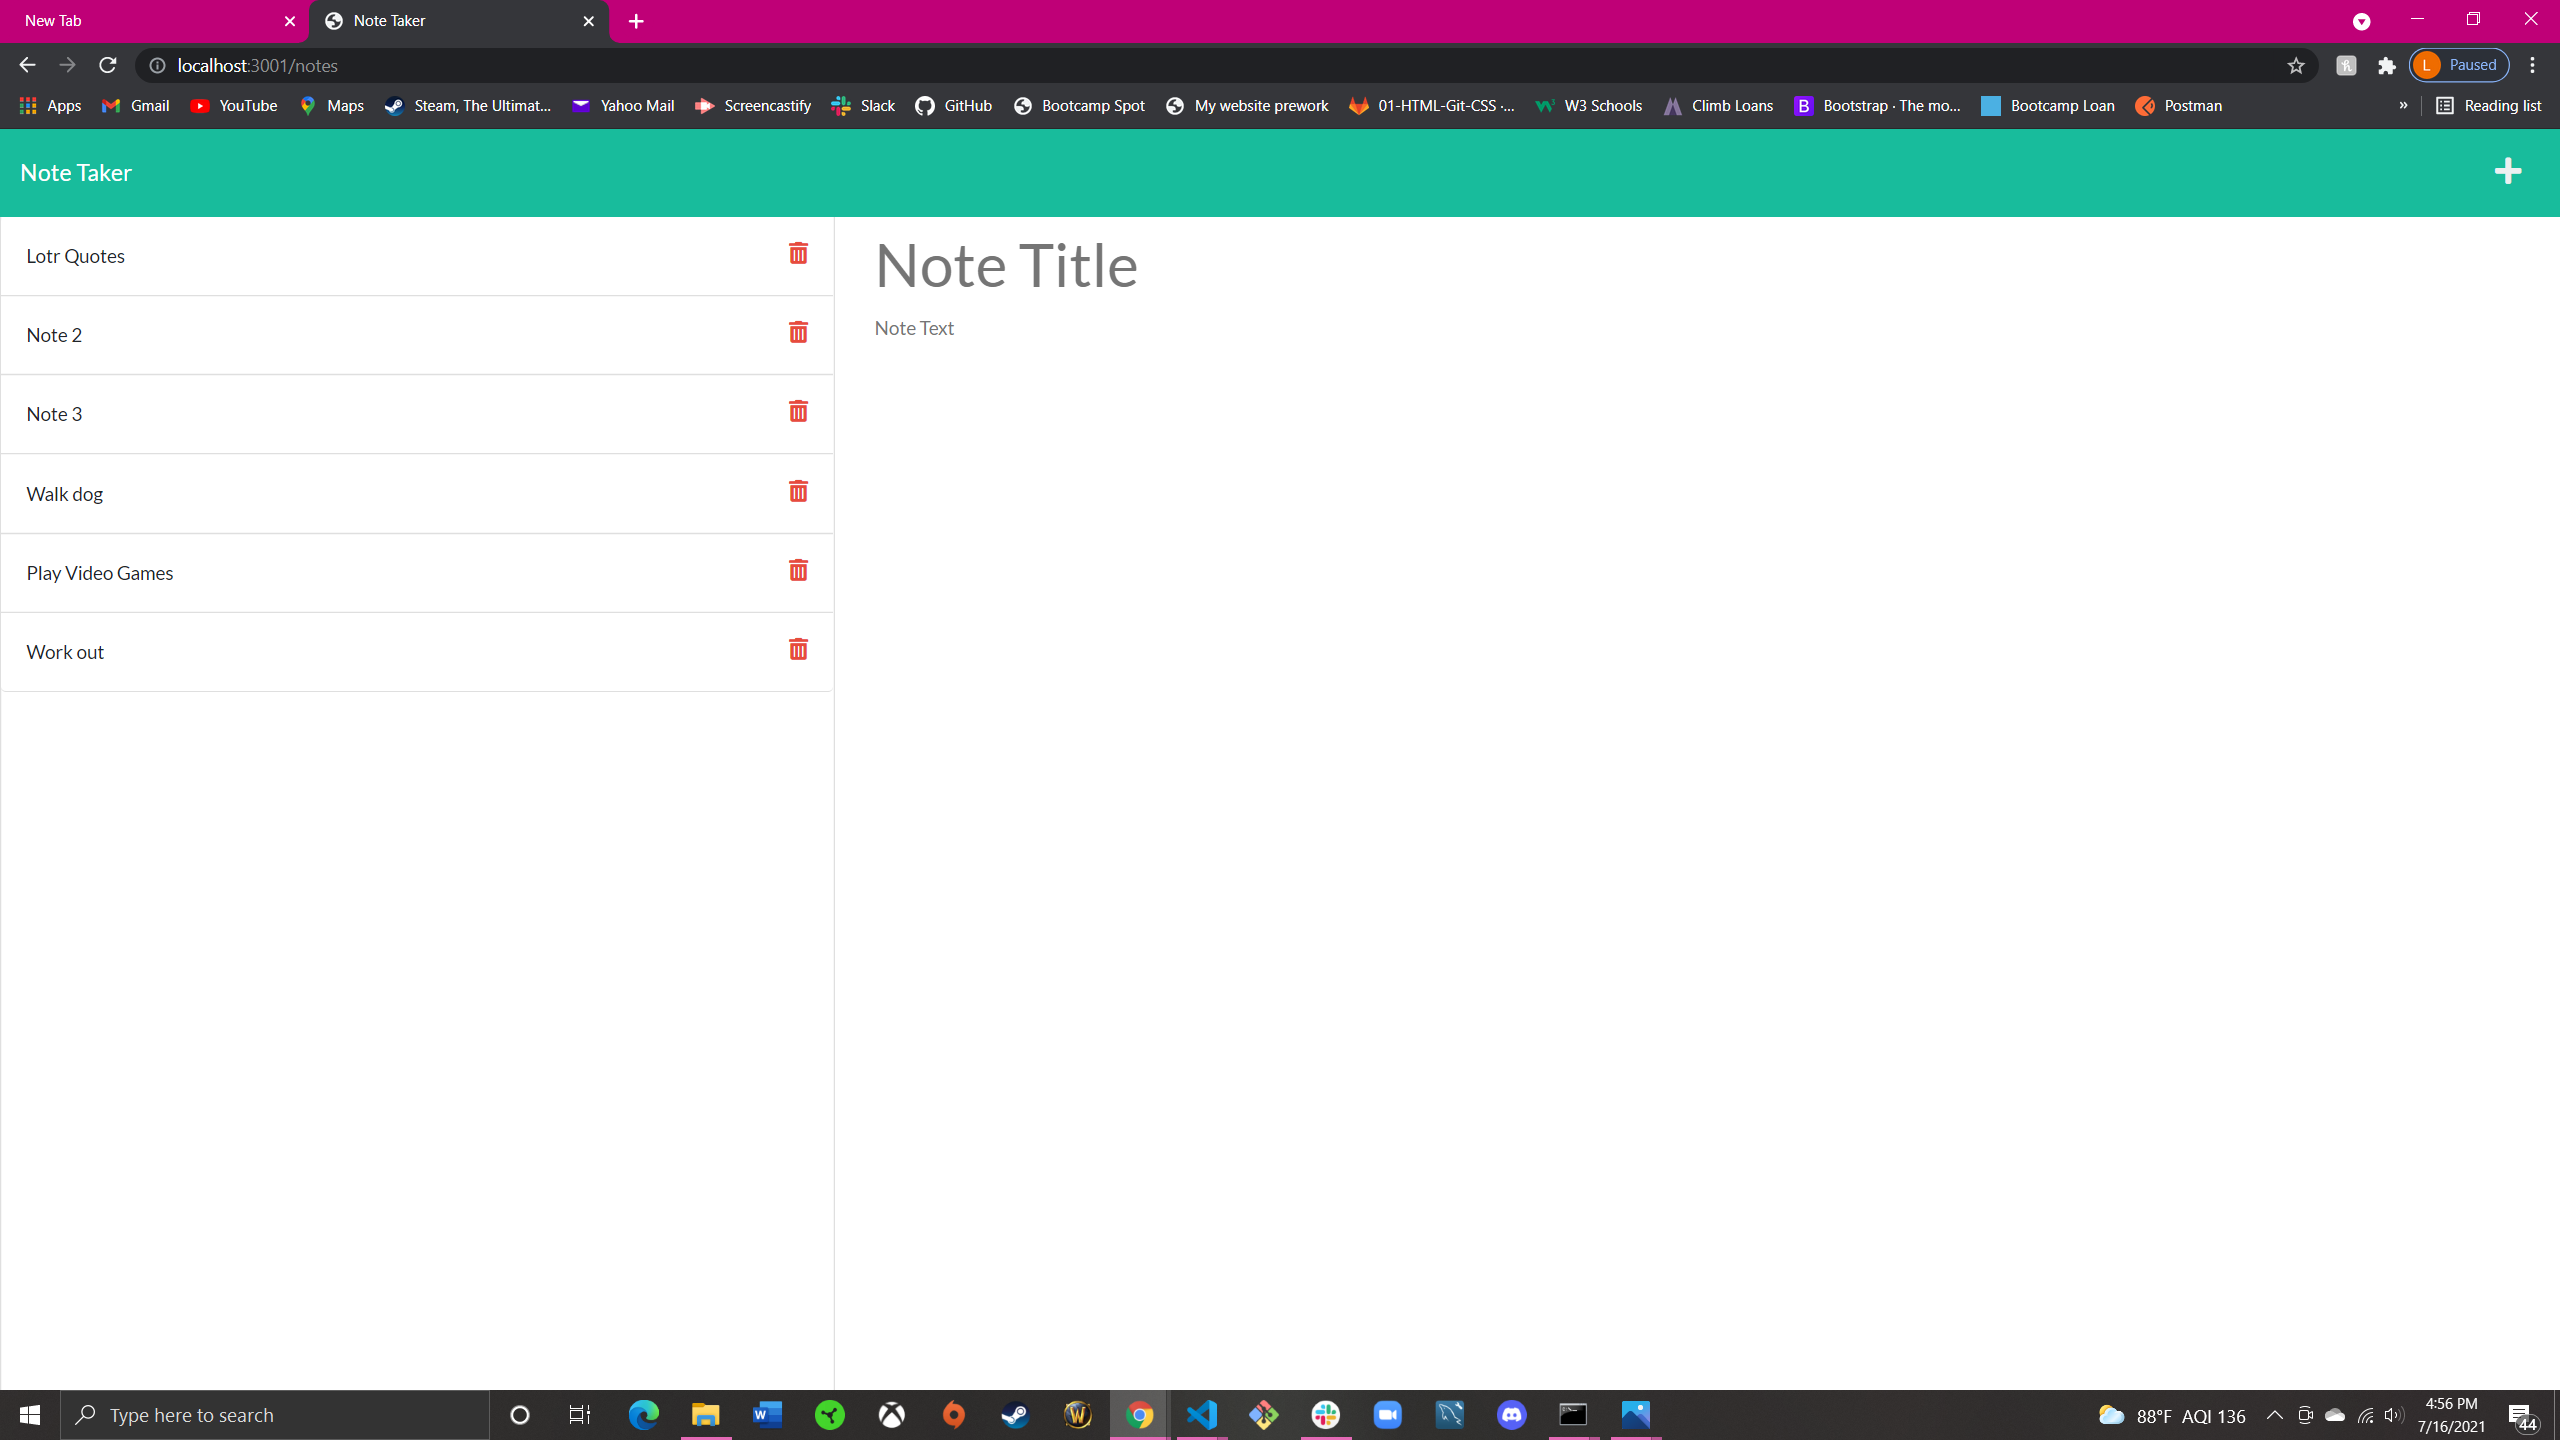 New Tab
Note Taker
localhost:3001/notes
L Paused
Apps Gmail YouTube Maps Steam, The Ultimat... Yahoo Mail Screencastify Slack GitHub Bootcamp Spot My website prework 01-HTML-Git-CSS ·... W3 Schools Climb Loans B Bootstrap · The mo... Bootcamp Loan Postman » Reading list
Note Taker
Lotr Quotes
Note 2
Note 3
Walk dog
Play Video Games
Work out
Note Title
Note Text
Type here to search
88°F AQI 136
4:56 PM
7/16/2021
44